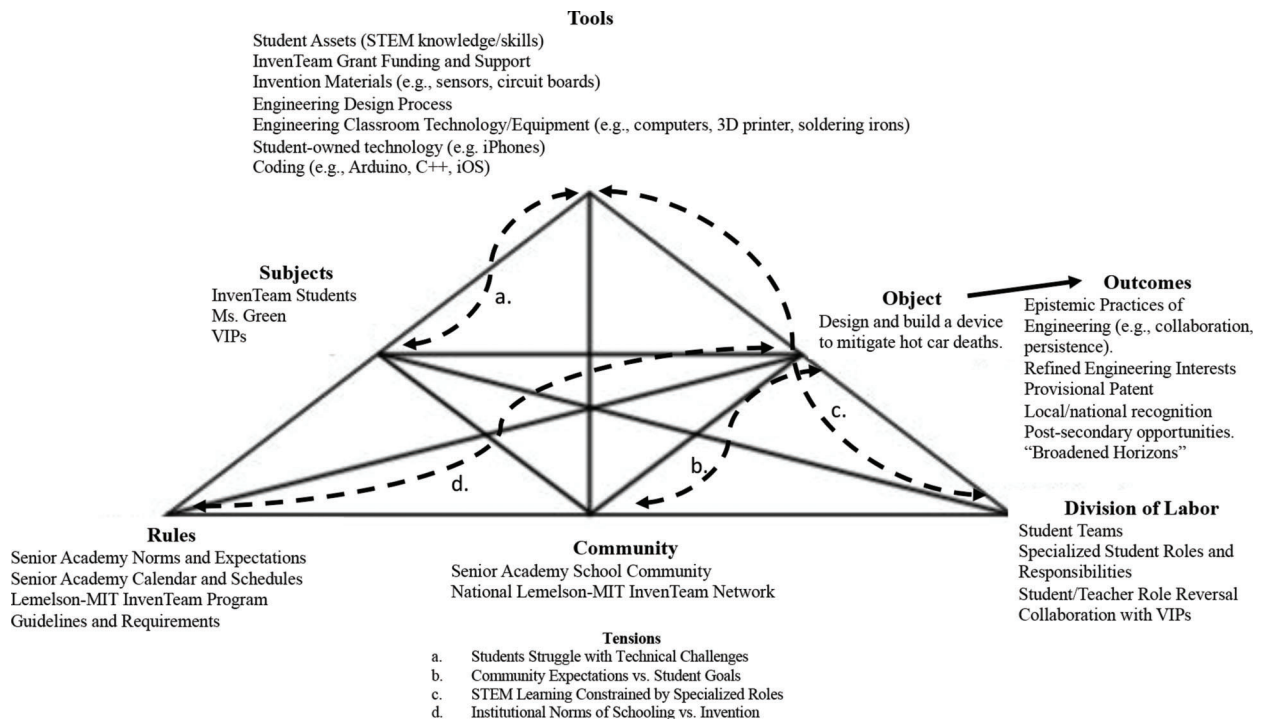 Tools
Student Assets (STEM knowledge/skills)
InvenTeam Grant Funding and Support
Invention Materials (e.g., sensors, circuit boards)
Engineering Design Process
Engineering Classroom Technology/Equipment (e.g., computers, 3D printer, soldering irons)
Student-owned technology (e.g. iPhones)
Coding (e.g., Arduino, C++, iOS)
Subjects
InvenTeam Students
Ms. Green
VIPs
a.
Object
Design and build a device
to mitigate hot car deaths.
Outcomes
Epistemic Practices of
Engineering (e.g., collaboration,
persistence).
Refined Engineering Interests
Provisional Patent
Local/national recognition
Post-secondary opportunities.
“Broadened Horizons”
c.
b.
d.
Rules
Senior Academy Norms and Expectations
Senior Academy Calendar and Schedules
Lemelson-MIT InvenTeam Program
Guidelines and Requirements
Community
Senior Academy School Community
National Lemelson-MIT InvenTeam Network
Division of Labor
Student Teams
Specialized Student Roles and
Responsibilities
Student/Teacher Role Reversal
Collaboration with VIPs
Tensions
a. Students Struggle with Technical Challenges
b. Community Expectations vs. Student Goals
c. STEM Learning Constrained by Specialized Roles
d. Institutional Norms of Schooling vs. Invention